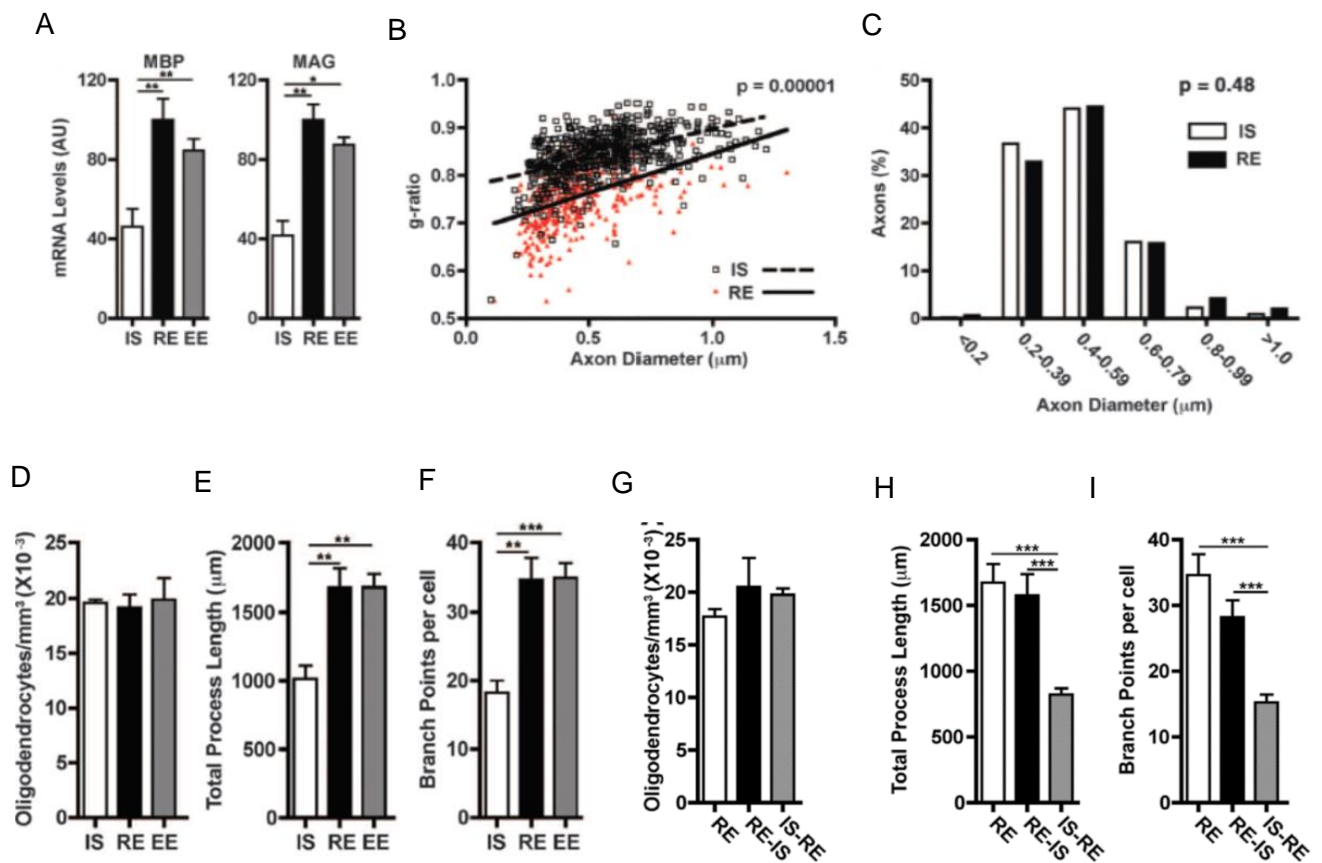 A
MBP
**
**
mRNA Levels (AU)
120
80
40
0
IS RE EE
MAG
*
**
120
80
40
0
IS RE EE
B
p = 0.00001
g-ratio
1.0
0.9
0.8
0.7
0.6
0.5
IS
RE
0.0 0.5 1.0 1.5
Axon Diameter (μm)
C
p = 0.48
IS
RE
Axons (%)
50
40
30
20
10
0
<0.2 0.2-0.39 0.4-0.59 0.6-0.79 0.8-0.99 >1.0
Axon Diameter (μm)
D
Oligodendrocytes/mm³ (X10⁻³)
25
20
15
10
5
0
IS RE EE
E
**
**
Total Process Length (μm)
2000
1500
1000
500
0
IS RE EE
F
***
**
Branch Points per cell
40
30
20
10
0
IS RE EE
G
Oligodendrocytes/mm³ (X10⁻³)
25
20
15
10
5
0
RE RE-IS IS-RE
H
***
***
Total Process Length (μm)
2000
1500
1000
500
0
RE RE-IS IS-RE
I
***
***
Branch Points per cell
40
30
20
10
0
RE RE-IS IS-RE